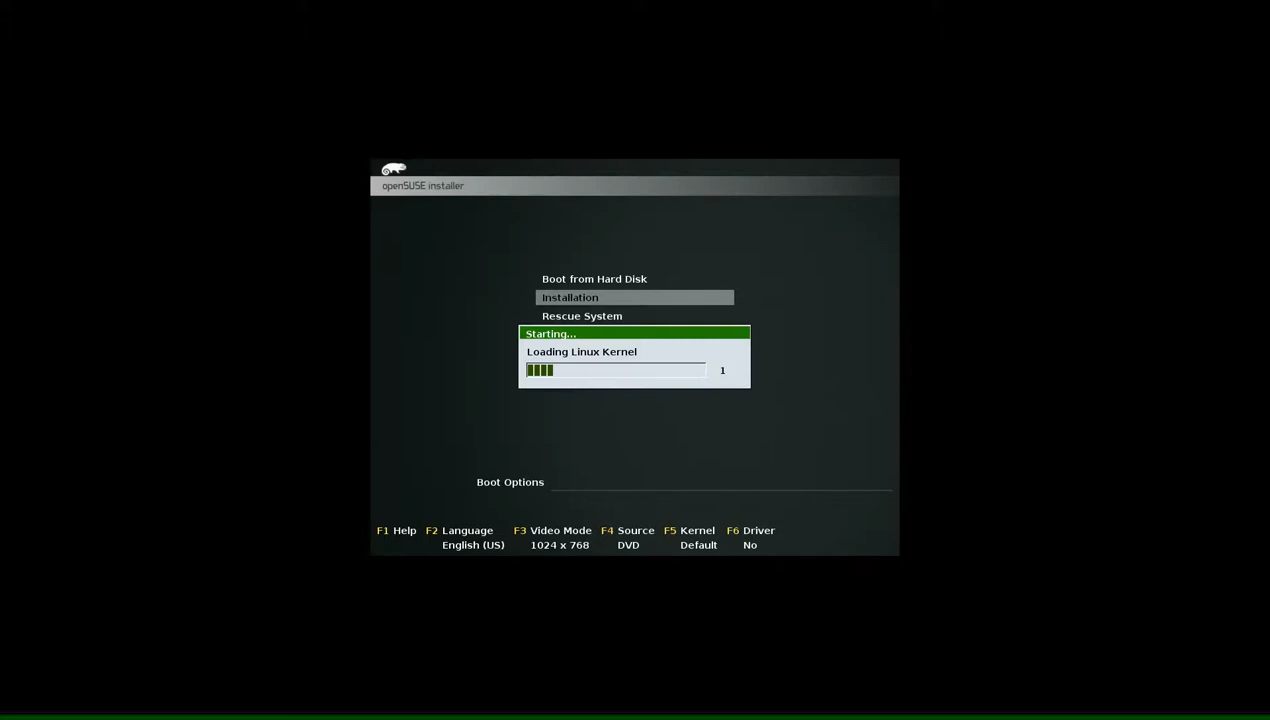 openSUSE installer
Boot from Hard Disk
Installation
Rescue System
Starting...
Loading Linux Kernel
1
Boot Options
F1 Help F2 Language F3 Video Mode F4 Source F5 Kernel F6 Driver
English (US) 1024 x 768 DVD Default No